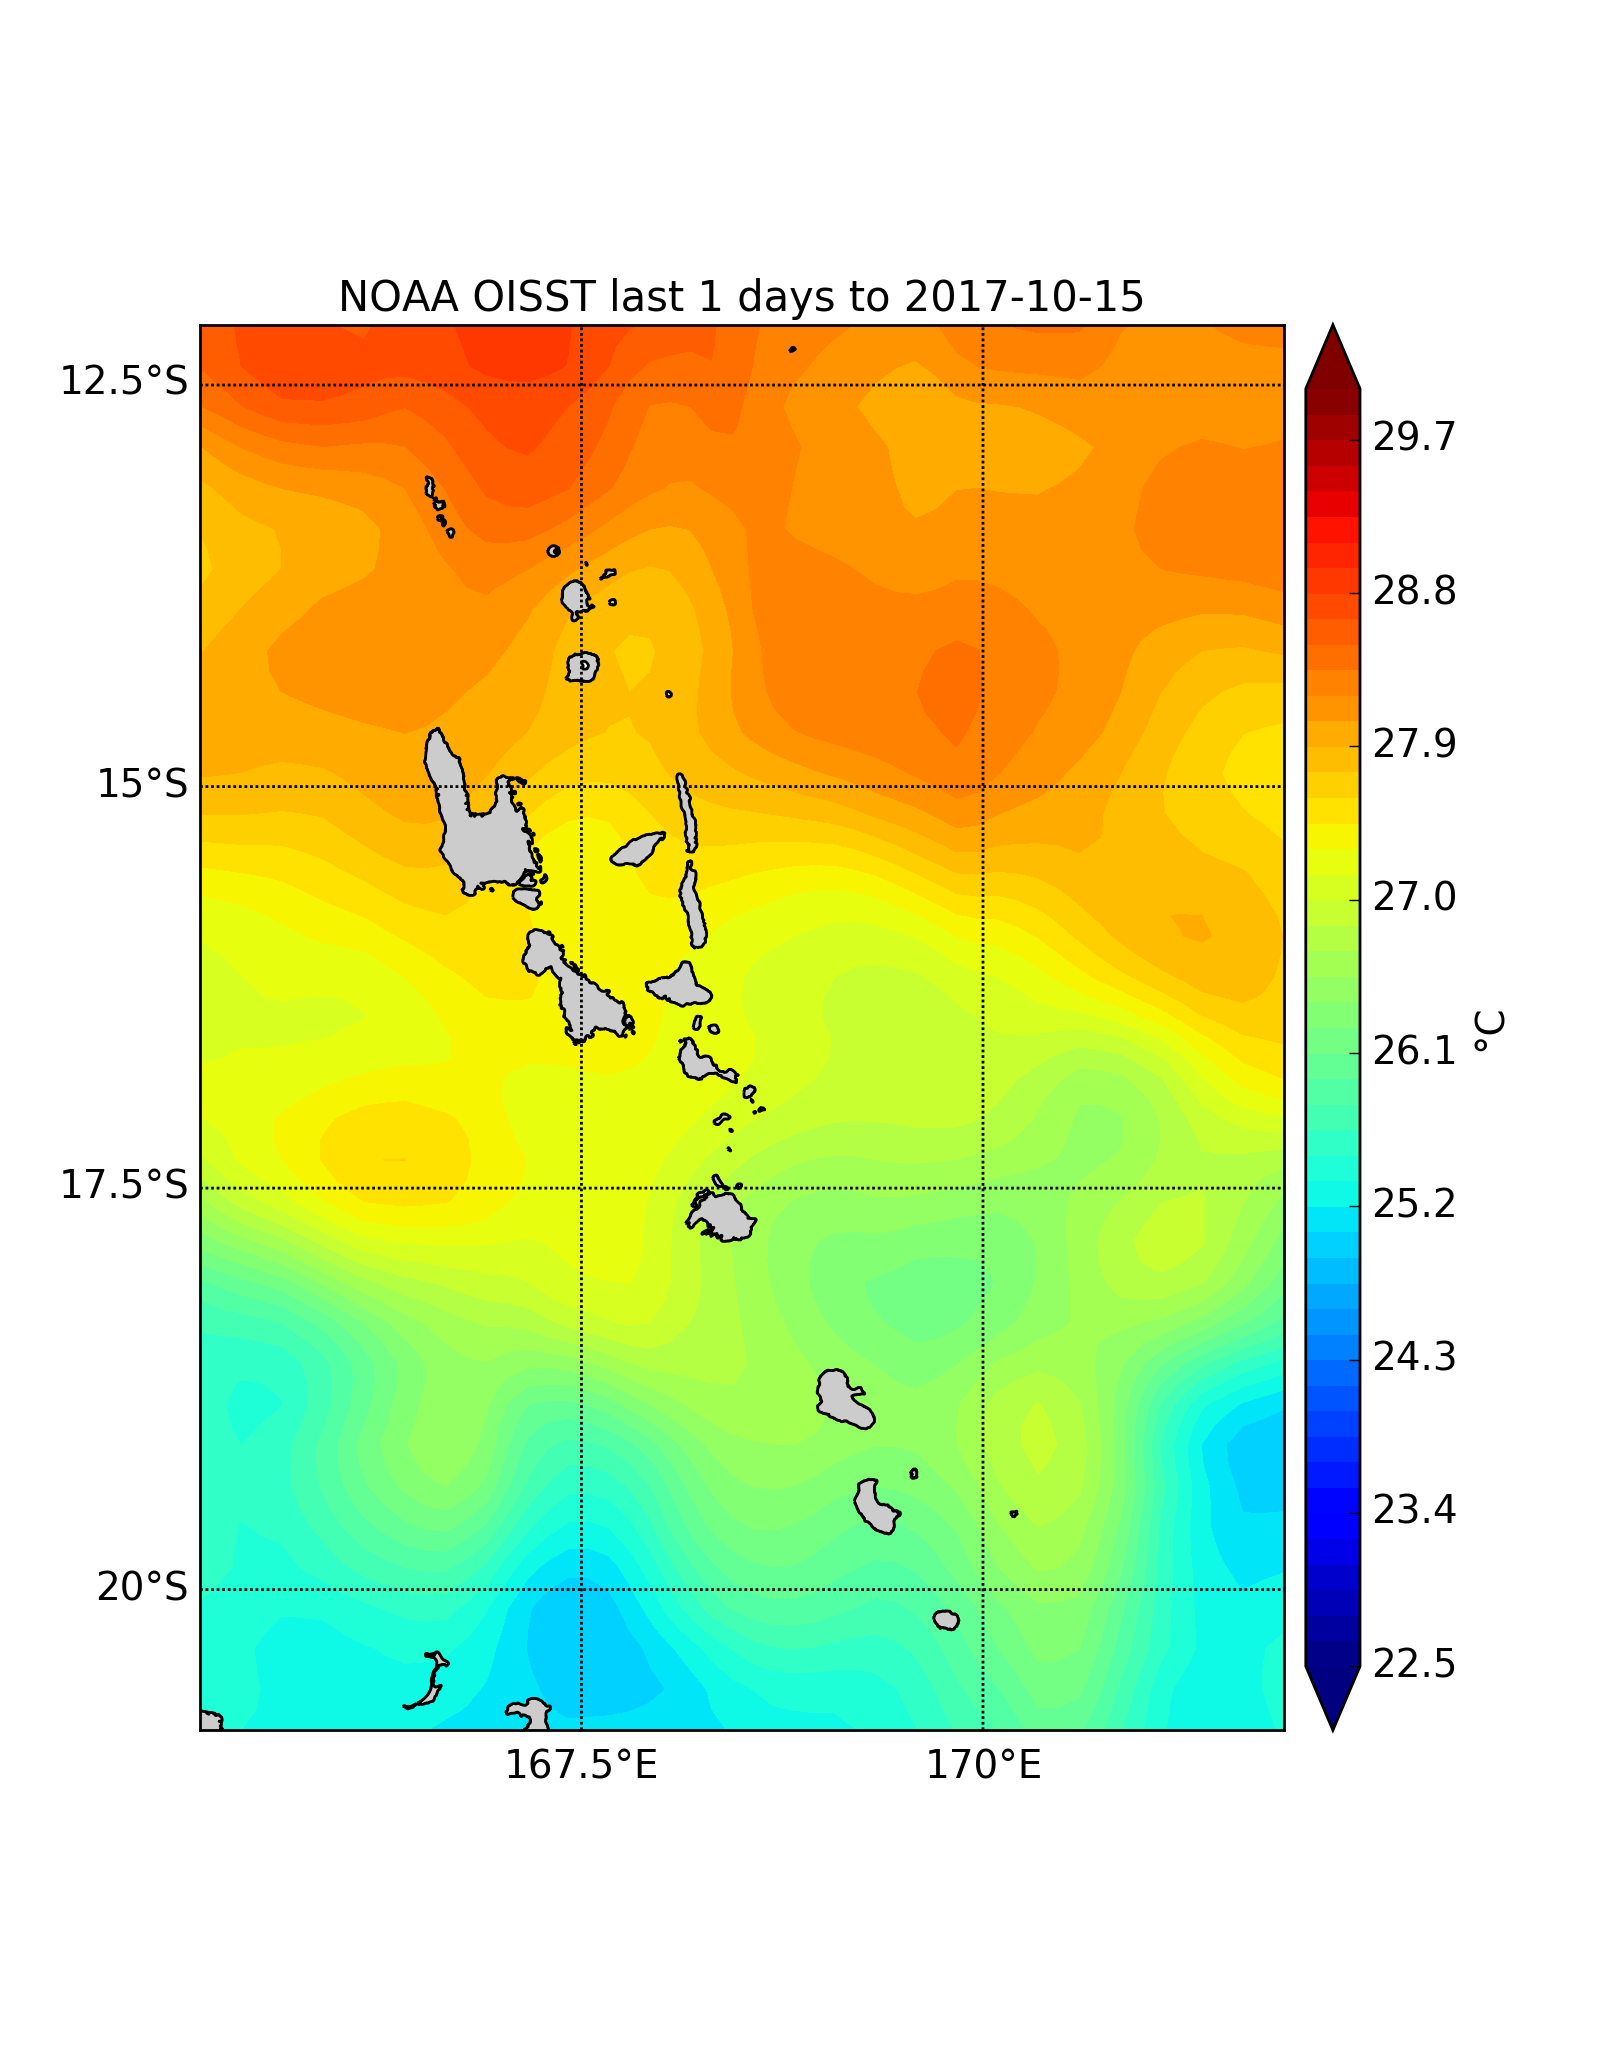 NOAA OISST last 1 days to 2017-10-15
12.5°S
15°S
17.5°S
20°S
167.5°E
170°E
29.7
28.8
27.9
27.0
26.1
25.2
24.3
23.4
22.5
°C